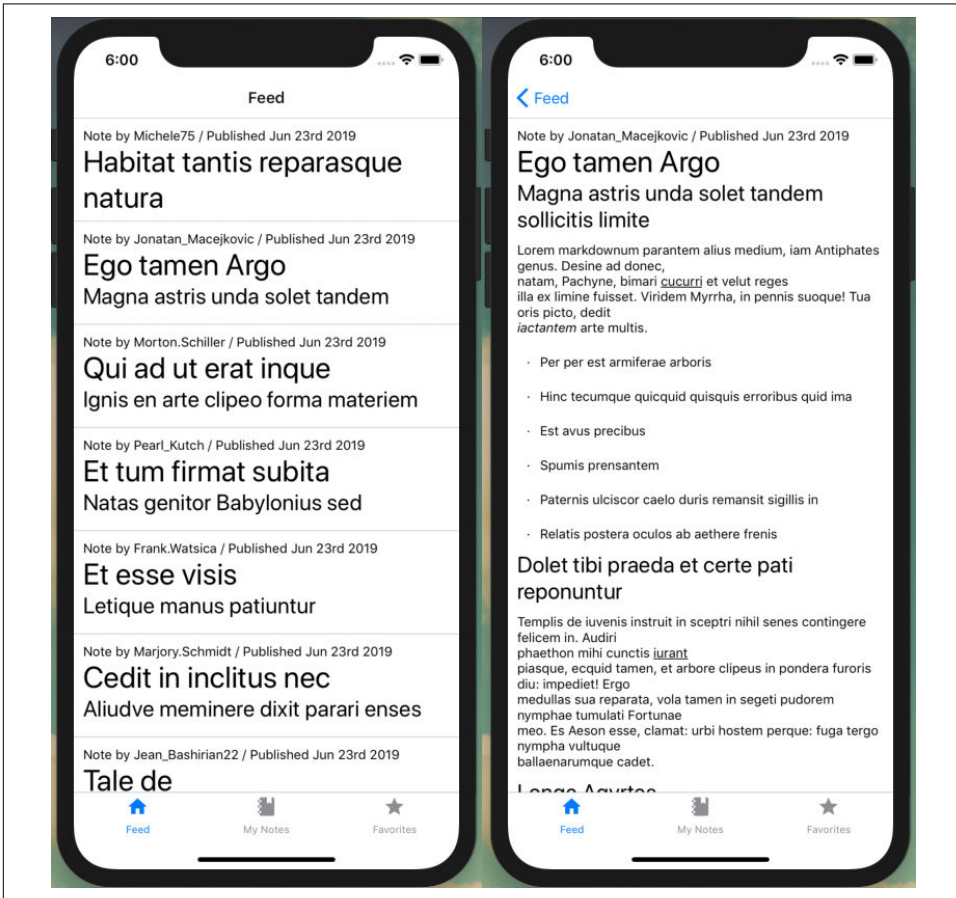 6:00
Feed
Note by Michele75 / Published Jun 23rd 2019
Habitat tantis reparasque
natura
Note by Jonatan_Macejkovic / Published Jun 23rd 2019
Ego tamen Argo
Magna astris unda solet tandem
Note by Morton.Schiller / Published Jun 23rd 2019
Qui ad ut erat inque
Ignis en arte clipeo forma materiem
Note by Pearl_Kutch / Published Jun 23rd 2019
Et tum firmat subita
Natas genitor Babylonius sed
Note by Frank.Watsica / Published Jun 23rd 2019
Et esse visis
Letique manus patiuntur
Note by Marjory.Schmidt / Published Jun 23rd 2019
Cedit in inclitus nec
Aliudve meminere dixit parari enses
Note by Jean_Bashirian22 / Published Jun 23rd 2019
Tale de
Feed My Notes Favorites
6:00
Feed
Note by Jonatan_Macejkovic / Published Jun 23rd 2019
Ego tamen Argo
Magna astris unda solet tandem
sollicitis limite
Lorem markdownum parantem alius medium, iam Antiphates
genus. Desine ad donec,
natam, Pachyne, bimari cucurri et velut reges
illa ex limine fuisset. Viridem Myrrha, in pennis suoque! Tua
oris picto, dedit
iactantem arte multis.
· Per per est armiferae arboris
· Hinc tecumque quicquid quisquis erroribus quid ima
· Est avus precibus
· Spumis prensantem
· Paternis ulciscor caelo duris remansit sigillis in
· Relatis postera oculos ab aethere frenis
Dolet tibi praeda et certe pati
reponuntur
Templis de iuvenis instruit in sceptri nihil senes contingere
felicem in. Audiri
phaethon mihi cunctis iurant
piasque, ecquid tamen, et arbore clipeus in pondera furoris
diu: impediet! Ergo
medullas sua reparata, vola tamen in segeti pudorem
nymphae tumulati Fortunae
meo. Es Aeson esse, clamat: urbi hostem perque: fuga tergo
nympha vultuque
ballaenarumque cadet.
Feed My Notes Favorites